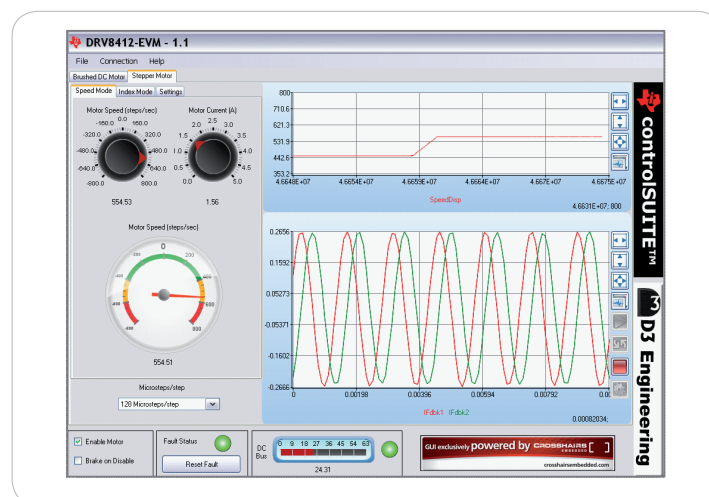 DRV8412-EVM - 1.1
File Connection Help
Brushed DC Motor Stepper Motor
Speed Mode Index Mode Settings
Motor Speed (steps/sec)
-160.0 0.0 160.0
-320.0 320.0
-480.0 480.0
-640.0 640.0
-800.0 800.0
554.53
Motor Current (A)
2.0 2.5 3.0
1.5 3.5
1.0 4.0
0.5 4.5
0.0 5.0
1.56
Motor Speed (steps/sec)
0
200
600
800
554.51
Microsteps/step
128 Microsteps/step
800
710.6
621.3
531.9
442.6
353.2
4.6648E+07 4.6654E+07 4.6659E+07 4.6664E+07 4.667E+07 4.6675E+07
SpeedDisp
4.6631E+07; 800
0.2656
0.1592
0.05273
-0.05371
-0.1602
-0.2666
0 0.00198 0.00396 0.00594 0.00792 0.00
IFdbk1 IFdbk2
0.00082034;
controlSUITE™
D3 Engineering
Enable Motor
Brake on Disable
Fault Status
Reset Fault
DC Bus
0 9 18 27 36 45 54 63
24.31
GUI exclusively powered by CROSSHAIRS EMBEDDED
crosshairsembedded.com